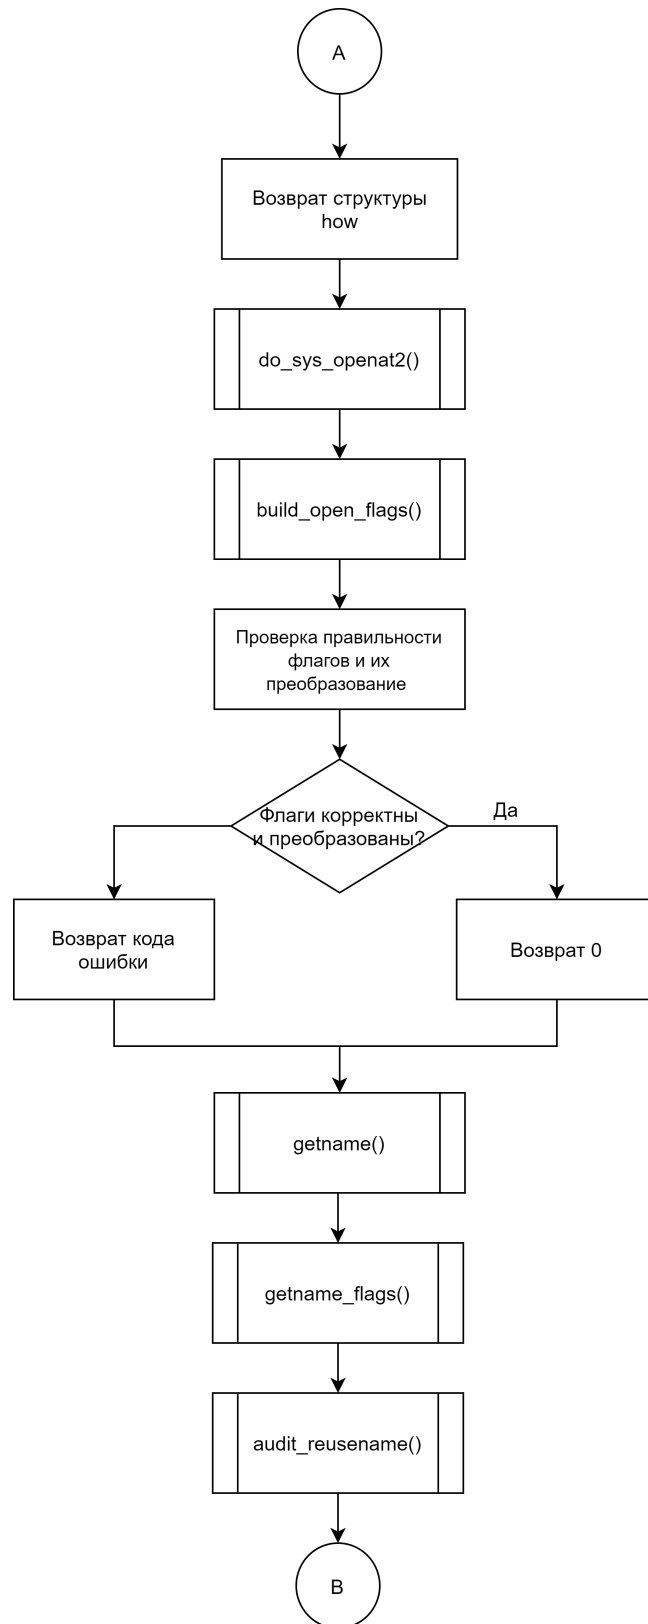 A
Возврат структуры
how
do_sys_openat2()
build_open_flags()
Проверка правильности
флагов и их
преобразование
Флаги корректны
и преобразованы?
Да
Возврат кода
ошибки
Возврат 0
getname()
getname_flags()
audit_reusename()
B